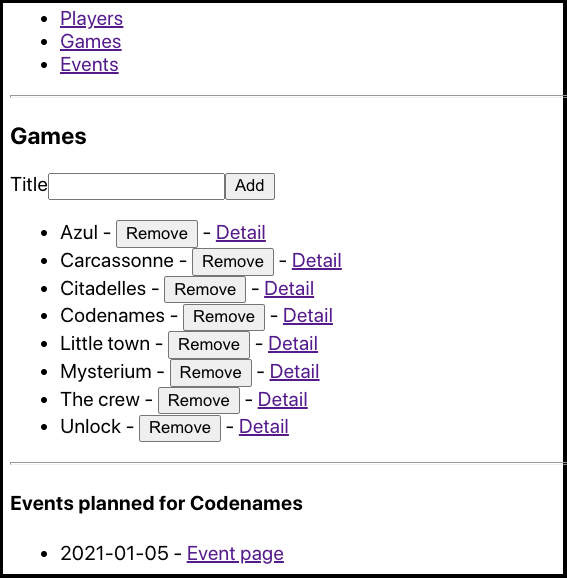 Players
Games
Events
Games
Title Add
Azul - Remove - Detail
Carcassonne - Remove - Detail
Citadelles - Remove - Detail
Codenames - Remove - Detail
Little town - Remove - Detail
Mysterium - Remove - Detail
The crew - Remove - Detail
Unlock - Remove - Detail
Events planned for Codenames
2021-01-05 - Event page